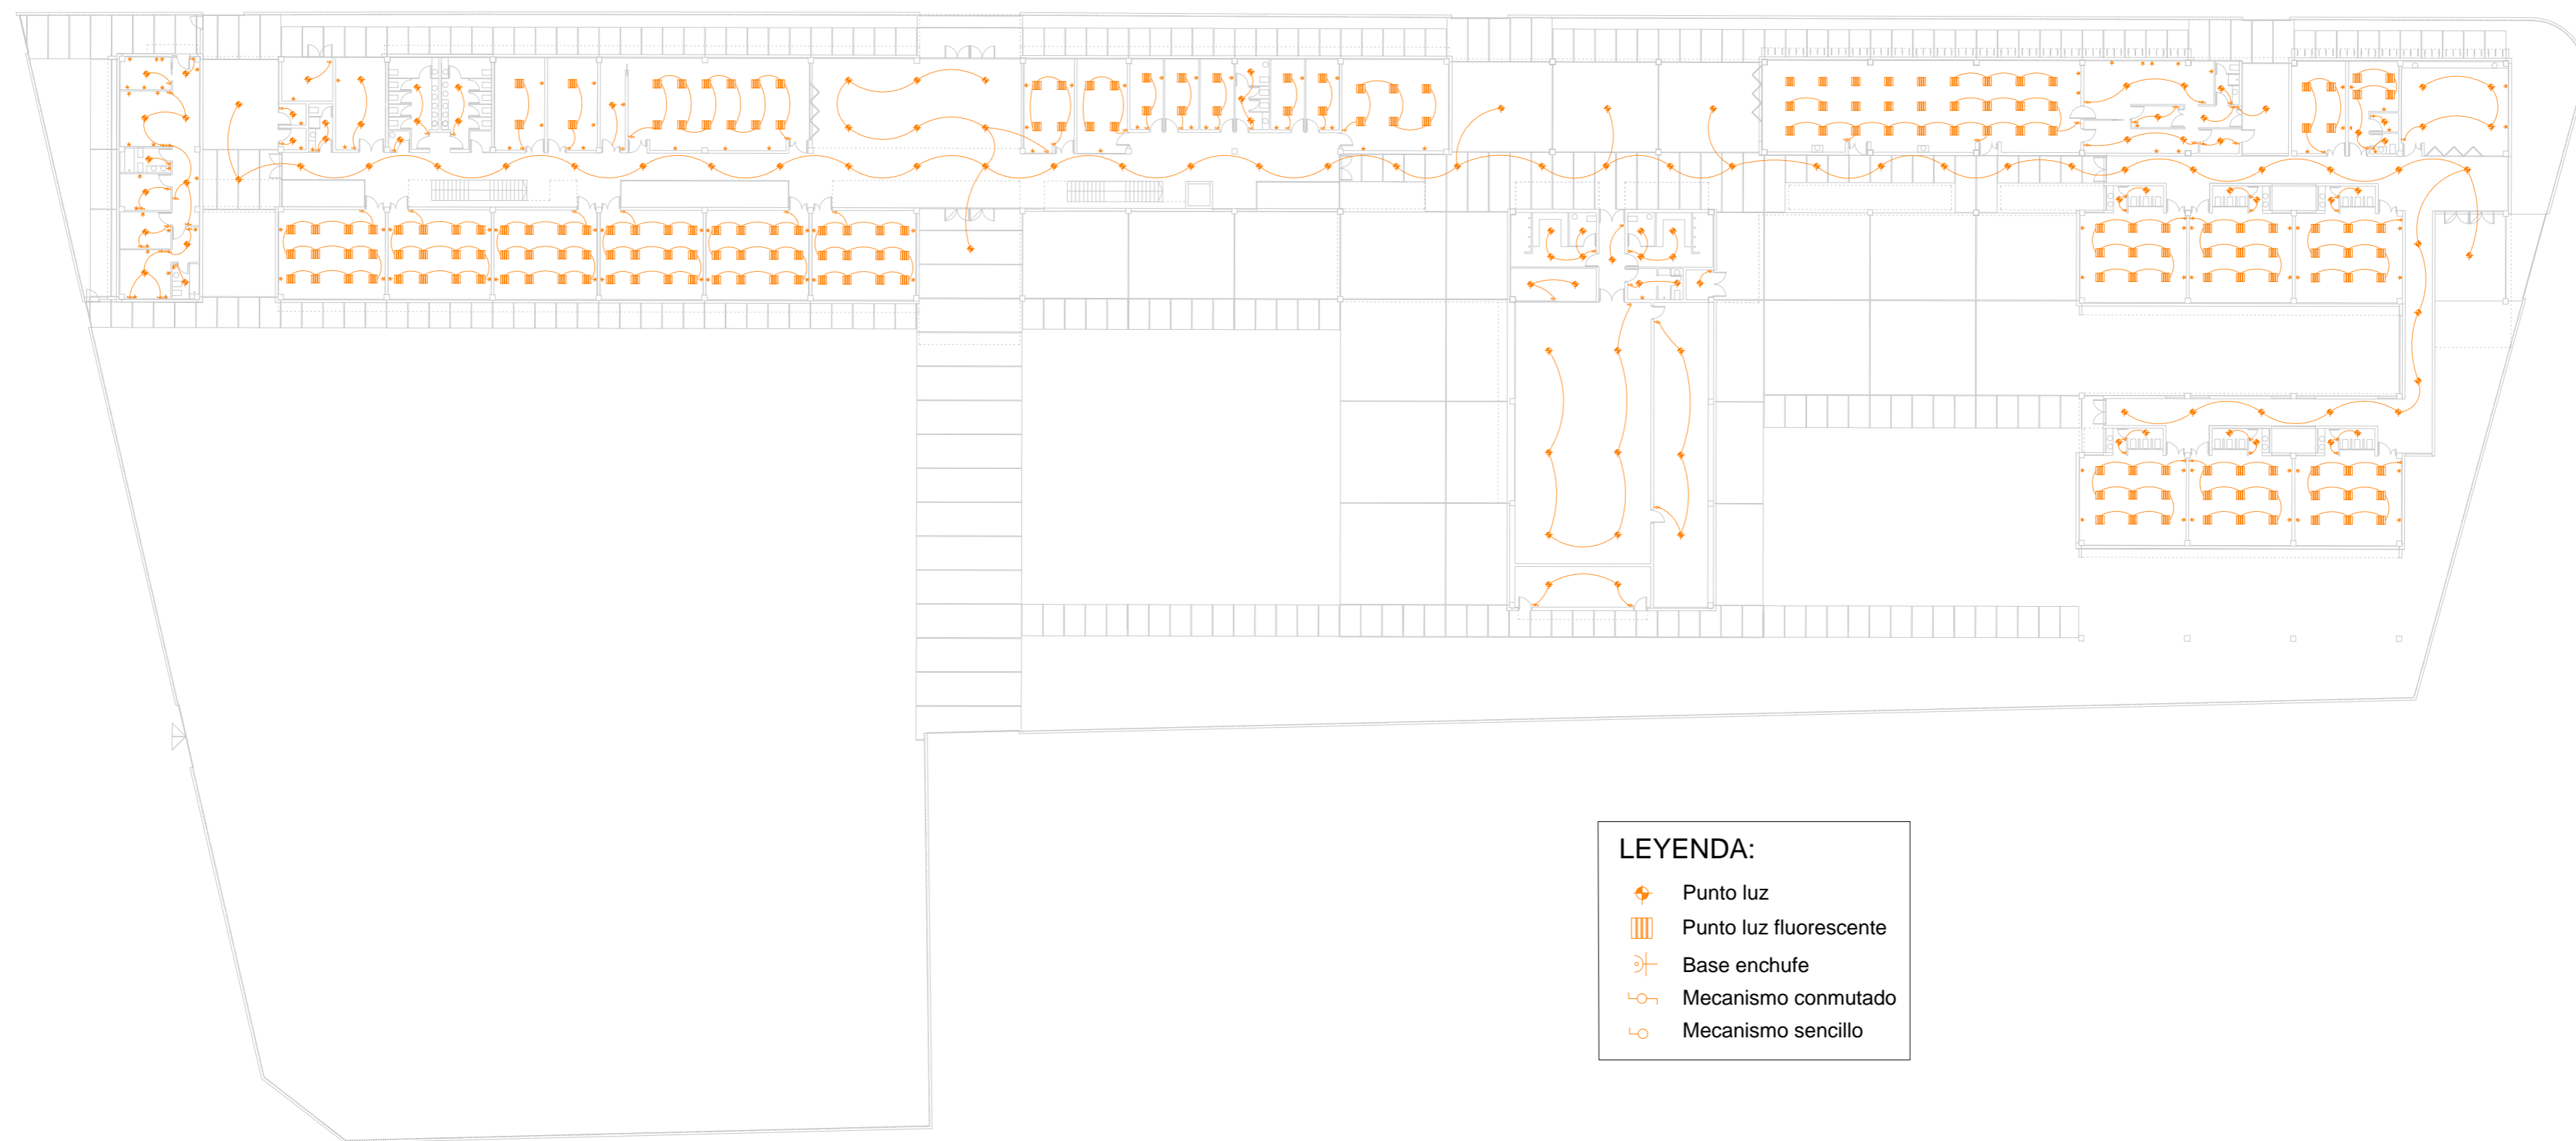 LEYENDA:
Punto luz
Punto luz fluorescente
Base enchufe
Mecanismo conmutado
Mecanismo sencillo